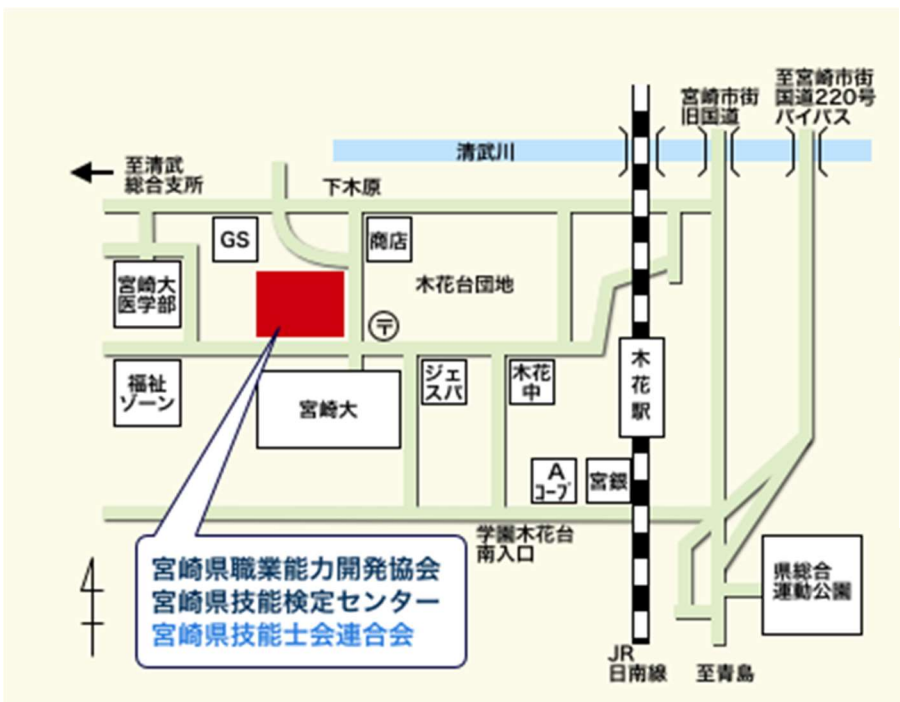 至宮崎市街
国道220号
バイパス
宮崎市街
旧国道
清武川
至清武
総合支所
下木原
GS
商店
木花台団地
宮崎大
医学部
〒
木花駅
福祉
ゾーン
宮崎大
ジェ
スパ
木花
中
A
コープ
宮銀
学園木花台
南入口
宮崎県職業能力開発協会
宮崎県技能検定センター
宮崎県技能士会連合会
県総合
運動公園
JR
日南線
至青島